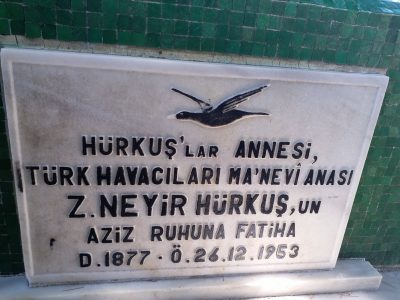 HÜRKUŞ'LAR ANNESİ,
TÜRK HAVACILARI MA'NEVİ ANASI
Z.NEYİR HÜRKUŞ,UN
AZİZ RUHUNA FATİHA
D.1877 - Ö.26.12.1953